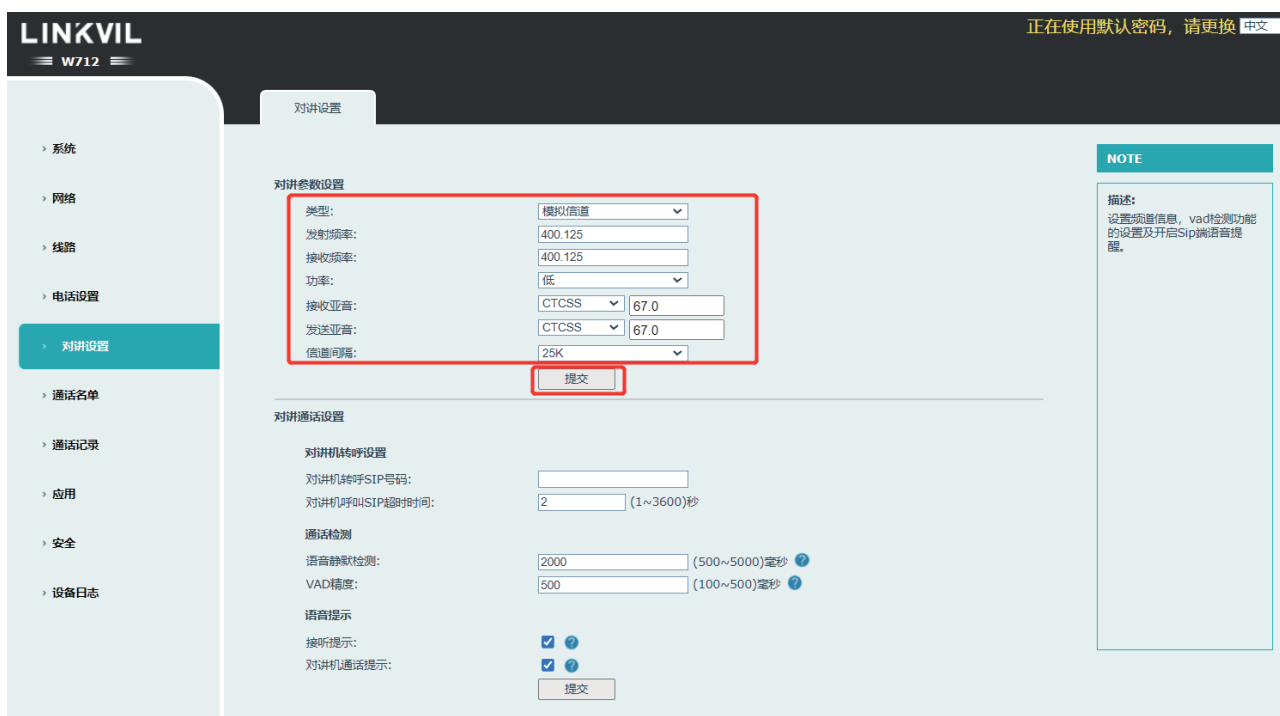 LINKVIL
W712
正在使用默认密码，请更换 中文
对讲设置
› 系统
› 网络
› 线路
› 电话设置
› 对讲设置
› 通话名单
› 通话记录
› 应用
› 安全
› 设备日志
对讲参数设置
类型: 模拟信道
发射频率: 400.125
接收频率: 400.125
功率: 低
接收亚音: CTCSS 67.0
发送亚音: CTCSS 67.0
信道间隔: 25K
提交
对讲通话设置
对讲机转呼设置
对讲机转呼SIP号码:
对讲机呼叫SIP超时时间: 2 (1~3600)秒
通话检测
语音静默检测: 2000 (500~5000)毫秒 ?
VAD精度: 500 (100~500)毫秒 ?
语音提示
接听提示: ?
对讲机通话提示: ?
提交
NOTE
描述:
设置频道信息，vad检测功能
的设置及开启Sip端语音提
醒。